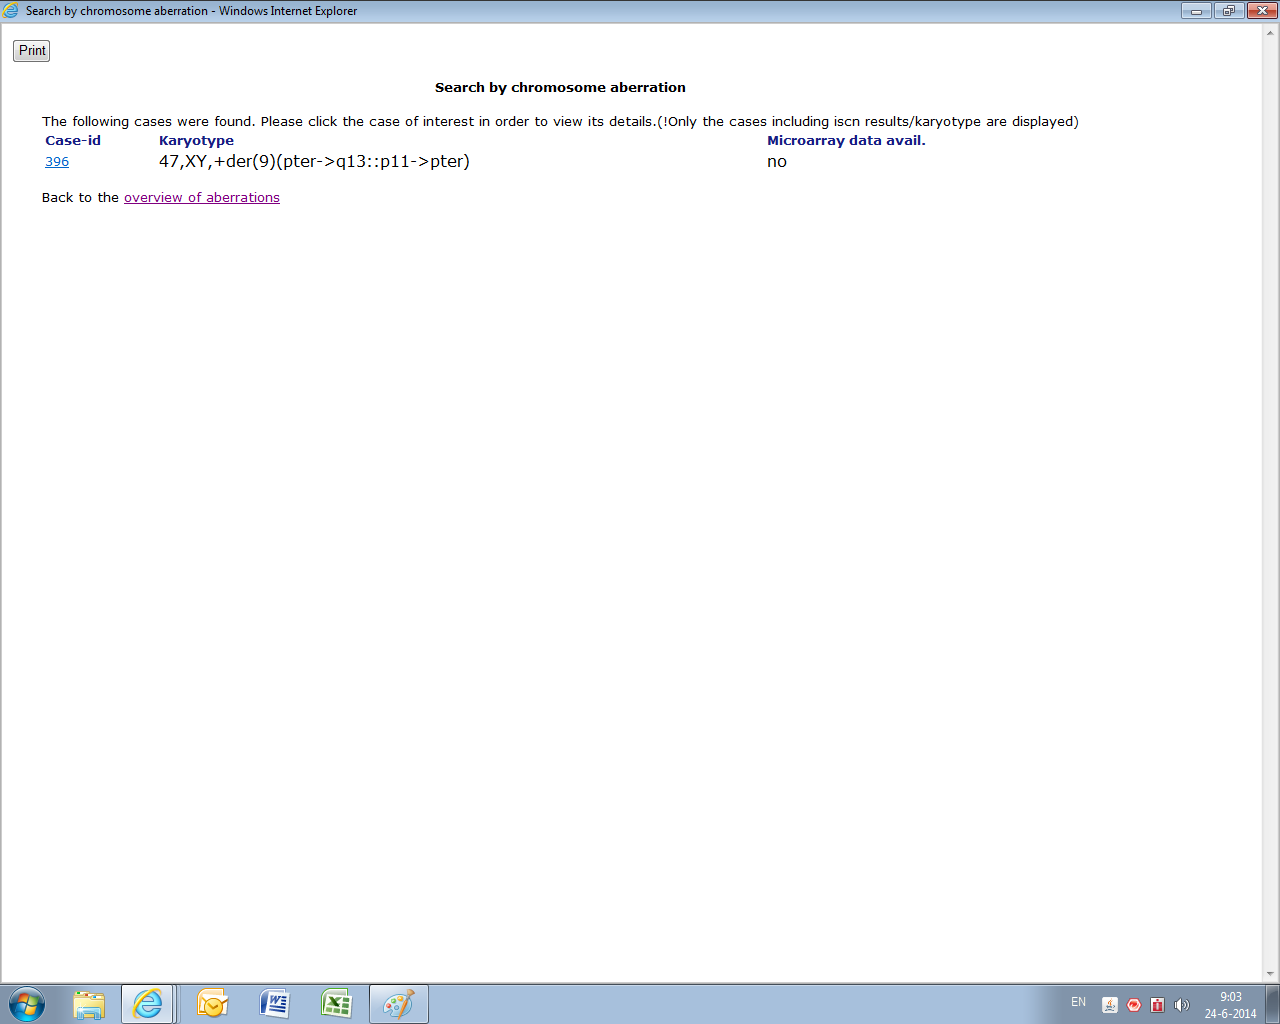 Search by chromosome aberration - Windows Internet Explorer
Print
Search by chromosome aberration
The following cases were found. Please click the case of interest in order to view its details.(!Only the cases including iscn results/karyotype are displayed)
Case-id Karyotype Microarray data avail.
396 47,XY,+der(9)(pter->q13::p11->pter) no
Back to the overview of aberrations
EN 9:03
24-6-2014